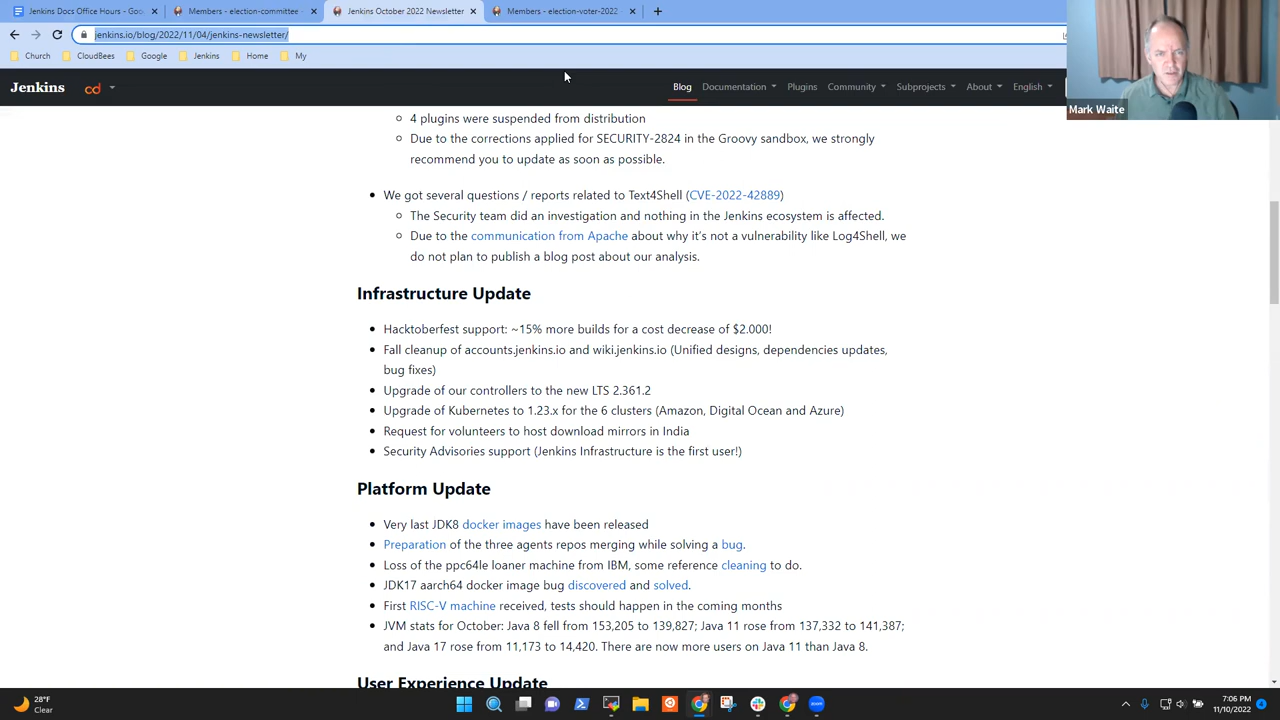 Jenkins Docs Office Hours - Goo
Members - election-committee -
Jenkins October 2022 Newsletter
Members - election-voter-2022
jenkins.io/blog/2022/11/04/jenkins-newsletter/
Church CloudBees Google Jenkins Home My
Jenkins cd Blog Documentation Plugins Community Subprojects About English
Mark Waite
4 plugins were suspended from distribution
Due to the corrections applied for SECURITY-2824 in the Groovy sandbox, we strongly
recommend you to update as soon as possible.
We got several questions / reports related to Text4Shell (CVE-2022-42889)
The Security team did an investigation and nothing in the Jenkins ecosystem is affected.
Due to the communication from Apache about why it's not a vulnerability like Log4Shell, we
do not plan to publish a blog post about our analysis.
Infrastructure Update
Hacktoberfest support: ~15% more builds for a cost decrease of $2.000!
Fall cleanup of accounts.jenkins.io and wiki.jenkins.io (Unified designs, dependencies updates,
bug fixes)
Upgrade of our controllers to the new LTS 2.361.2
Upgrade of Kubernetes to 1.23.x for the 6 clusters (Amazon, Digital Ocean and Azure)
Request for volunteers to host download mirrors in India
Security Advisories support (Jenkins Infrastructure is the first user!)
Platform Update
Very last JDK8 docker images have been released
Preparation of the three agents repos merging while solving a bug.
Loss of the ppc64le loaner machine from IBM, some reference cleaning to do.
JDK17 aarch64 docker image bug discovered and solved.
First RISC-V machine received, tests should happen in the coming months
JVM stats for October: Java 8 fell from 153,205 to 139,827; Java 11 rose from 137,332 to 141,387;
and Java 17 rose from 11,173 to 14,420. There are now more users on Java 11 than Java 8.
User Experience Update
28°F
Clear
7:06 PM
11/10/2022